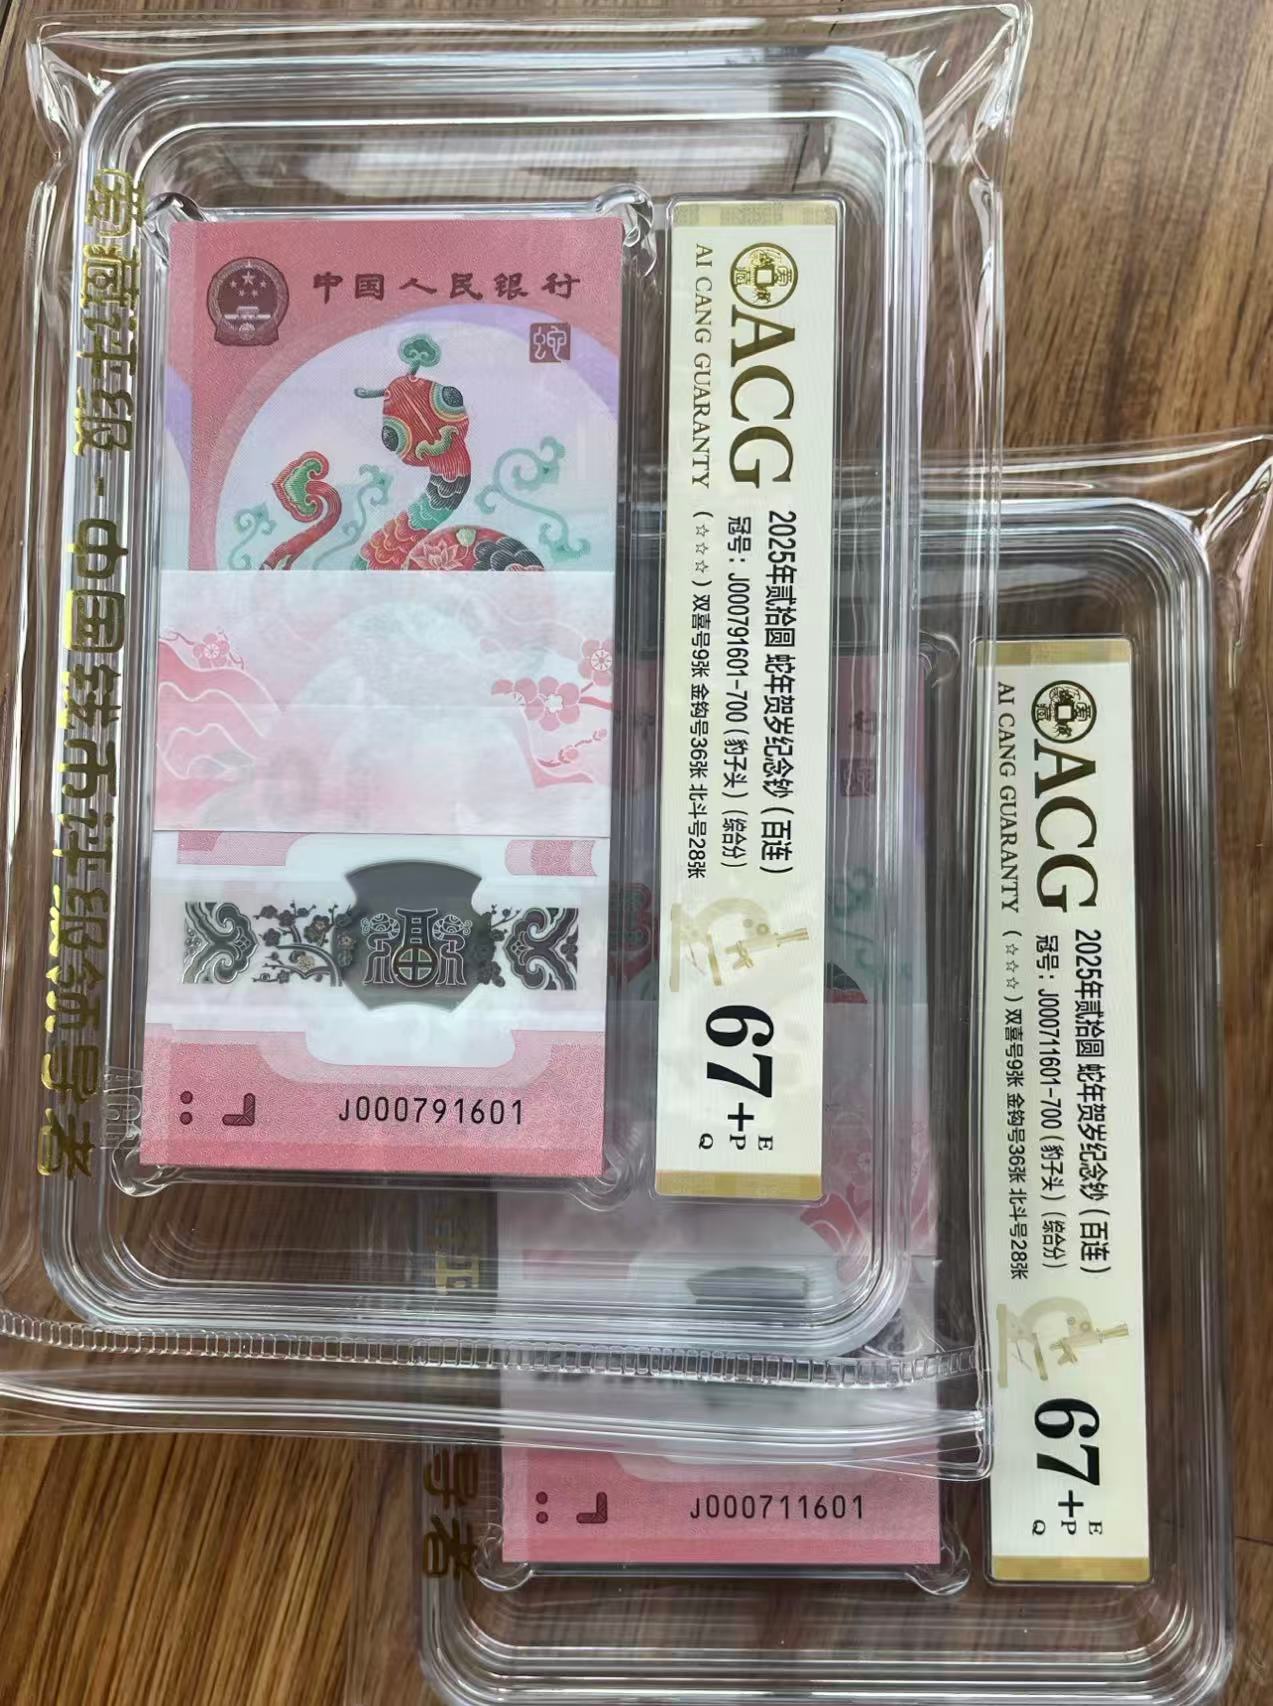 爱藏评级-中国钱币评级领导者
中国人民银行
蛇
J000791601
ACG
AI CANG GUARANTY
2025年贰拾圆 蛇年贺岁纪念钞（百连）
冠号：J000791601-700（豹子头）（综合分）
（☆☆☆）双喜号9张 金钩号36张 北斗号28张
67+
E
P
Q
导者
J000711601
ACG
AI CANG GUARANTY
2025年贰拾圆 蛇年贺岁纪念钞（百连）
冠号：J000711601-700（豹子头）（综合分）
（☆☆☆）双喜号9张 金钩号36张 北斗号28张
67+
E
P
Q